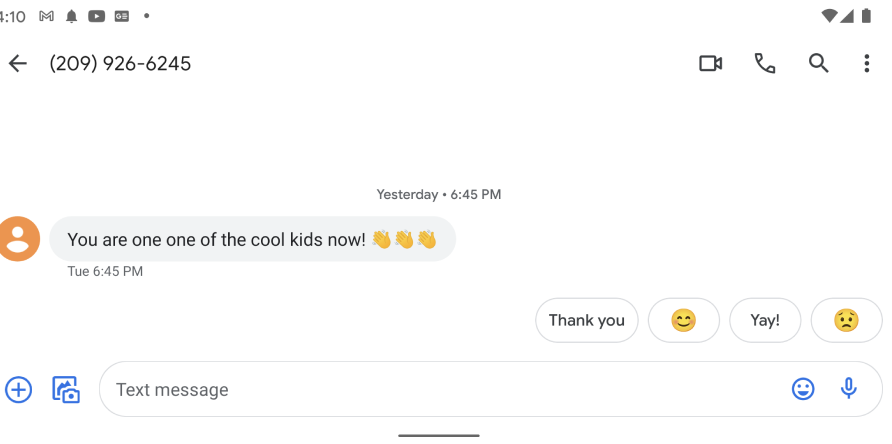 4:10
(209) 926-6245
Yesterday • 6:45 PM
You are one one of the cool kids now! 👏👏👏
Tue 6:45 PM
Thank you 😊 Yay! 😟
Text message